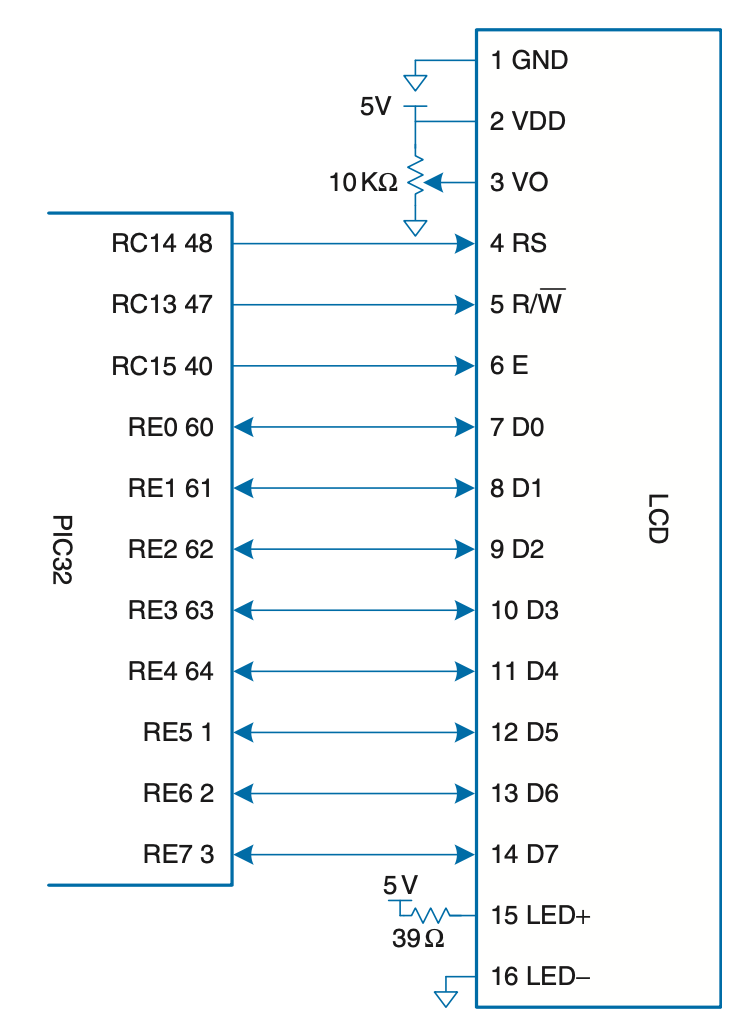 1 GND
5V
2 VDD
10 KΩ
3 VO
RC14 48
4 RS
RC13 47
5 R/W̅
RC15 40
6 E
RE0 60
7 D0
RE1 61
8 D1
RE2 62
9 D2
RE3 63
10 D3
RE4 64
11 D4
RE5 1
12 D5
RE6 2
13 D6
RE7 3
14 D7
PIC32
LCD
5 V
15 LED+
39 Ω
16 LED–